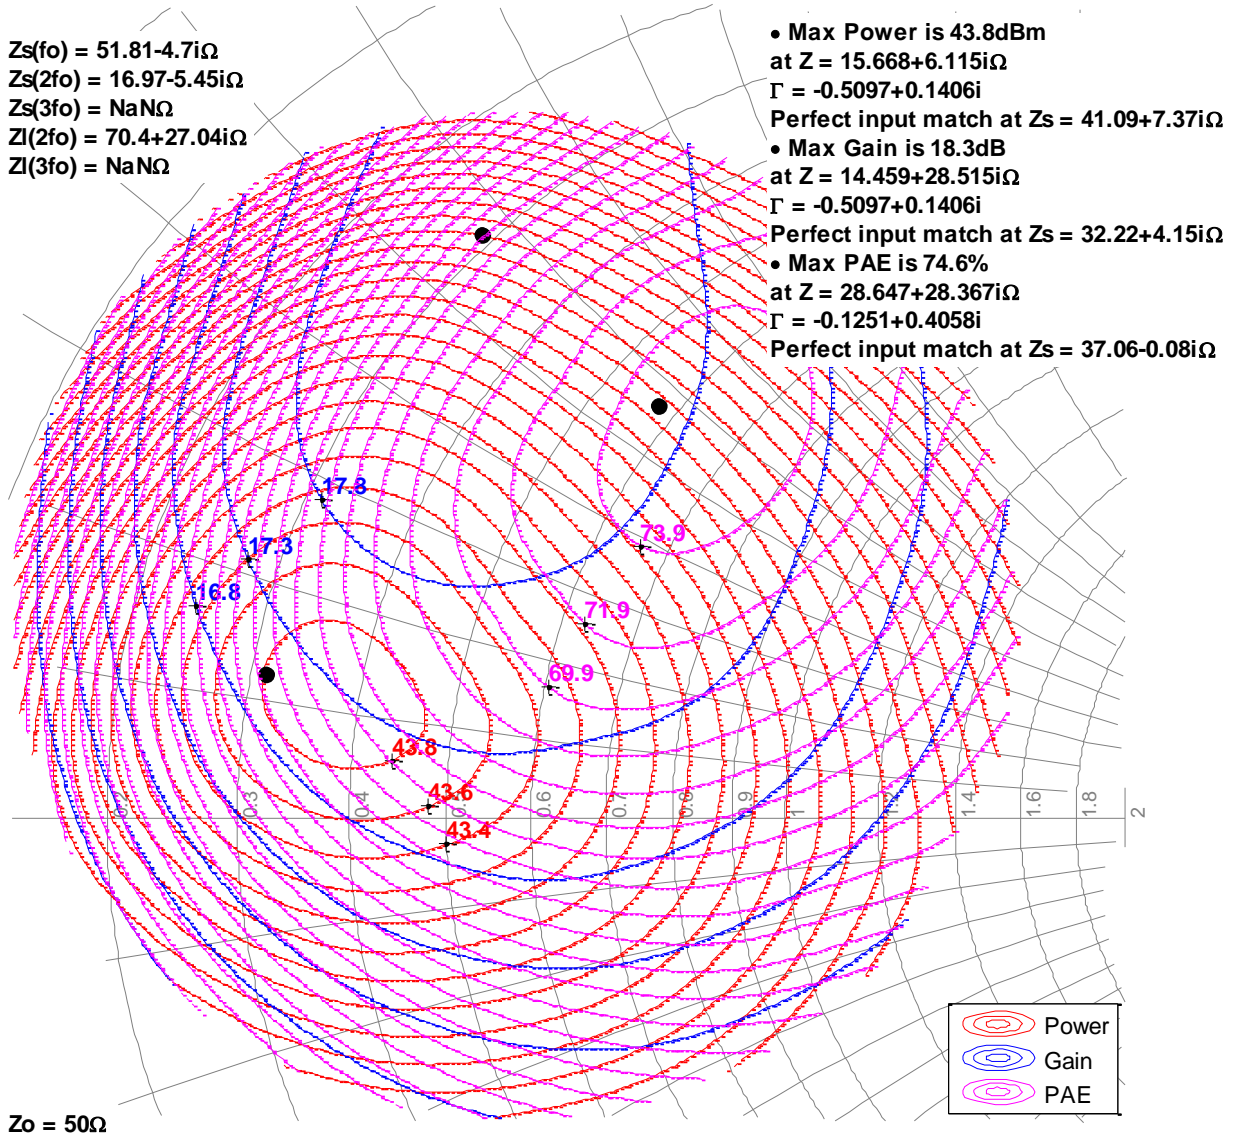 Zs(fo) = 51.81-4.7iΩ
Zs(2fo) = 16.97-5.45iΩ
Zs(3fo) = NaNΩ
Zl(2fo) = 70.4+27.04iΩ
Zl(3fo) = NaNΩ
• Max Power is 43.8dBm
at Z = 15.668+6.115iΩ
Γ = -0.5097+0.1406i
Perfect input match at Zs = 41.09+7.37iΩ
• Max Gain is 18.3dB
at Z = 14.459+28.515iΩ
Γ = -0.5097+0.1406i
Perfect input match at Zs = 32.22+4.15iΩ
• Max PAE is 74.6%
at Z = 28.647+28.367iΩ
Γ = -0.1251+0.4058i
Perfect input match at Zs = 37.06-0.08iΩ
17.8
17.3
16.8
73.9
71.9
69.9
43.8
43.6
43.4
0.2
0.3
0.4
0.6
0.7
0.8
0.9
1
1.2
1.4
1.6
1.8
2
Power
Gain
PAE
Zo = 50Ω